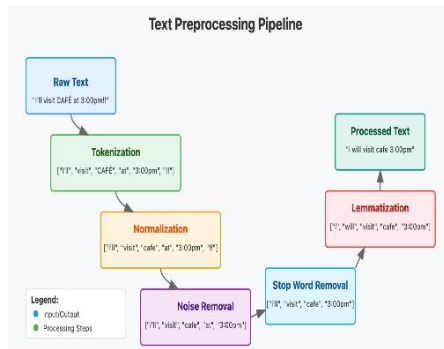 Text Preprocessing Pipeline
Raw Text
"I'll visit CAFÉ at 3:00pm!!"
Tokenization
["I'll", "visit", "CAFÉ", "at", "3:00pm", "!!"]
Normalization
["i'll", "visit", "cafe", "at", "3:00pm", "!!"]
Noise Removal
["i'll", "visit", "cafe", "at", "3:00pm"]
Stop Word Removal
["i'll", "visit", "cafe", "3:00pm"]
Lemmatization
["i", "will", "visit", "cafe", "3:00pm"]
Processed Text
"i will visit cafe 3:00pm"
Legend:
Input/Output
Processing Steps